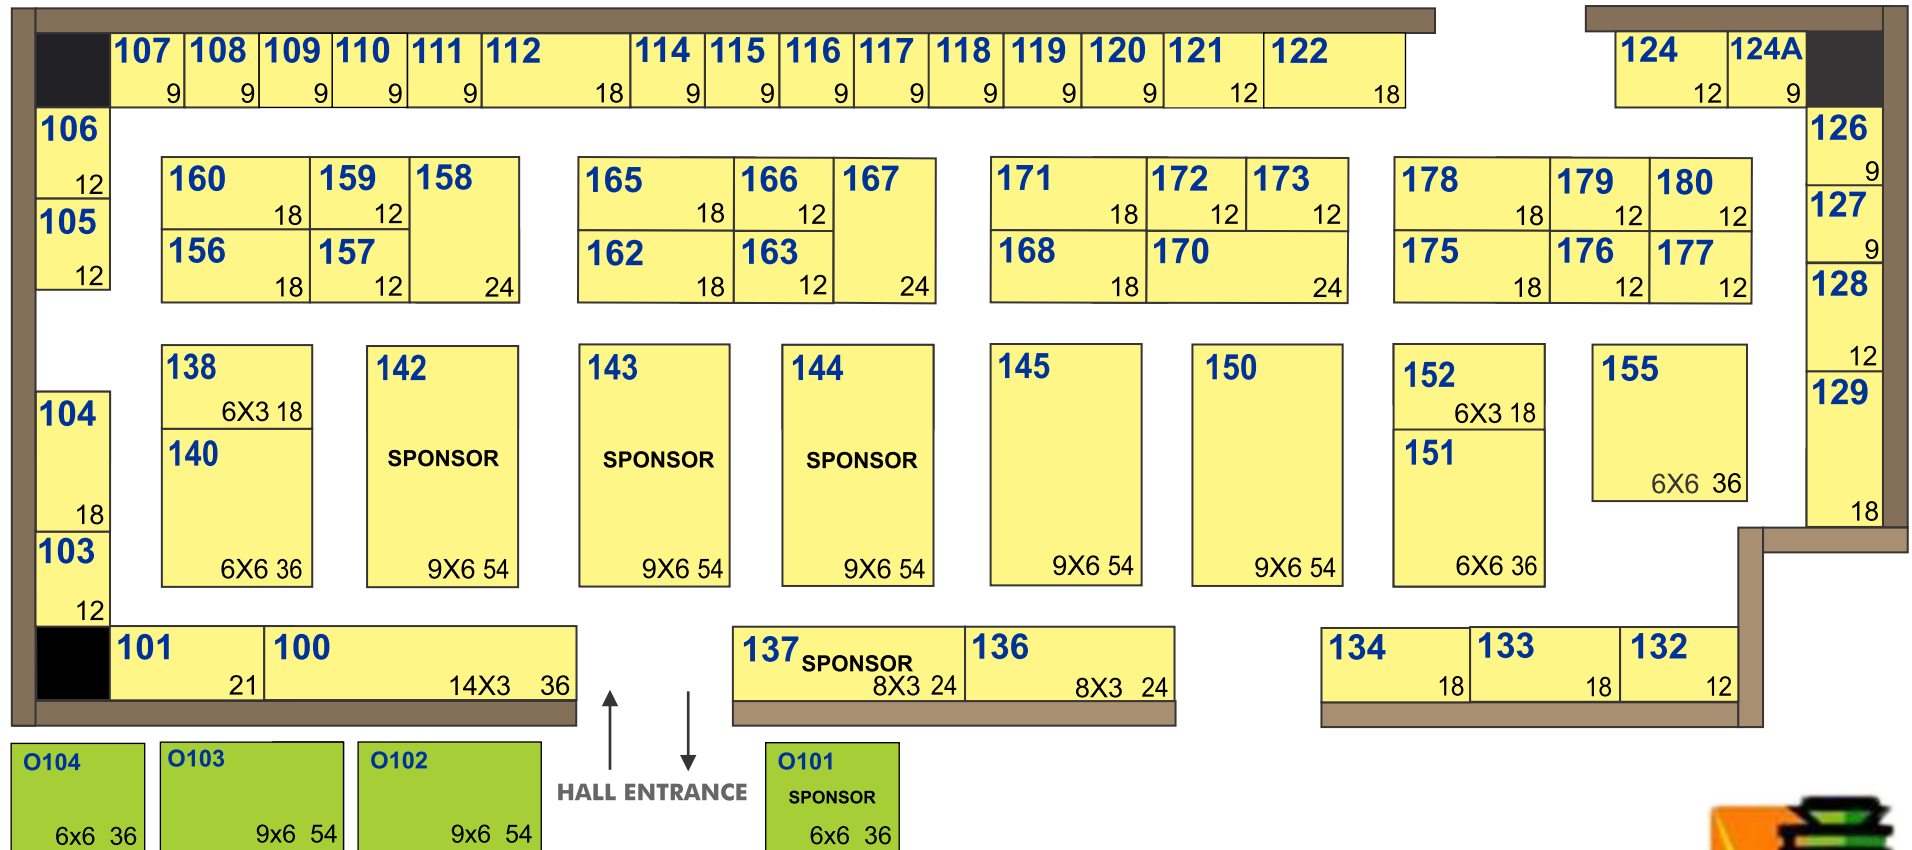 107 108 109 110 111 112 114 115 116 117 118 119 120 121 122 124 124A
9 9 9 9 9 18 9 9 9 9 9 9 9 12 18 12 9
106 126
12 9
160 159 158 165 166 167 171 172 173 178 179 180
18 12 18 12 18 12 12 18 12 12
105 127
12 9
156 157 162 163 168 170 175 176 177
18 12 24 18 12 24 18 24 18 12 12
128
12
138 142 143 144 145 150 152 155
6X3 18 6X3 18
129
18
104
18
140 151
SPONSOR SPONSOR SPONSOR
6X6 36
103
12
6X6 36 9X6 54 9X6 54 9X6 54 9X6 54 9X6 54 6X6 36
101 100 137 SPONSOR 136 134 133 132
21 14X3 36 8X3 24 8X3 24 18 18 12
O104 O103 O102 O101
HALL ENTRANCE SPONSOR
6x6 36 9x6 54 9x6 54 6x6 36